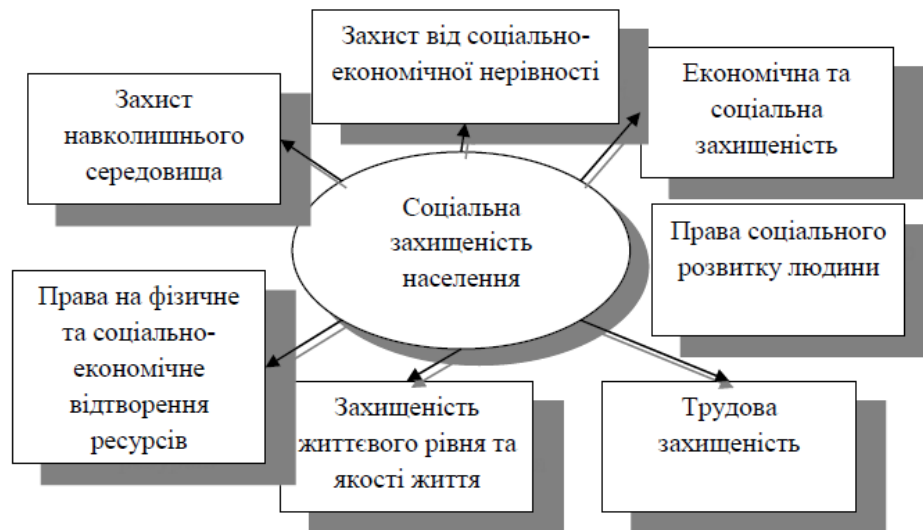 Захист від соціально-
економічної нерівності
Економічна та
соціальна
захищеність
Захист
навколишнього
середовища
Соціальна
захищеність
населення
Права соціального
розвитку людини
Права на фізичне
та соціально-
економічне
відтворення
ресурсів
Захищеність
життєвого рівня та
якості життя
Трудова
захищеність